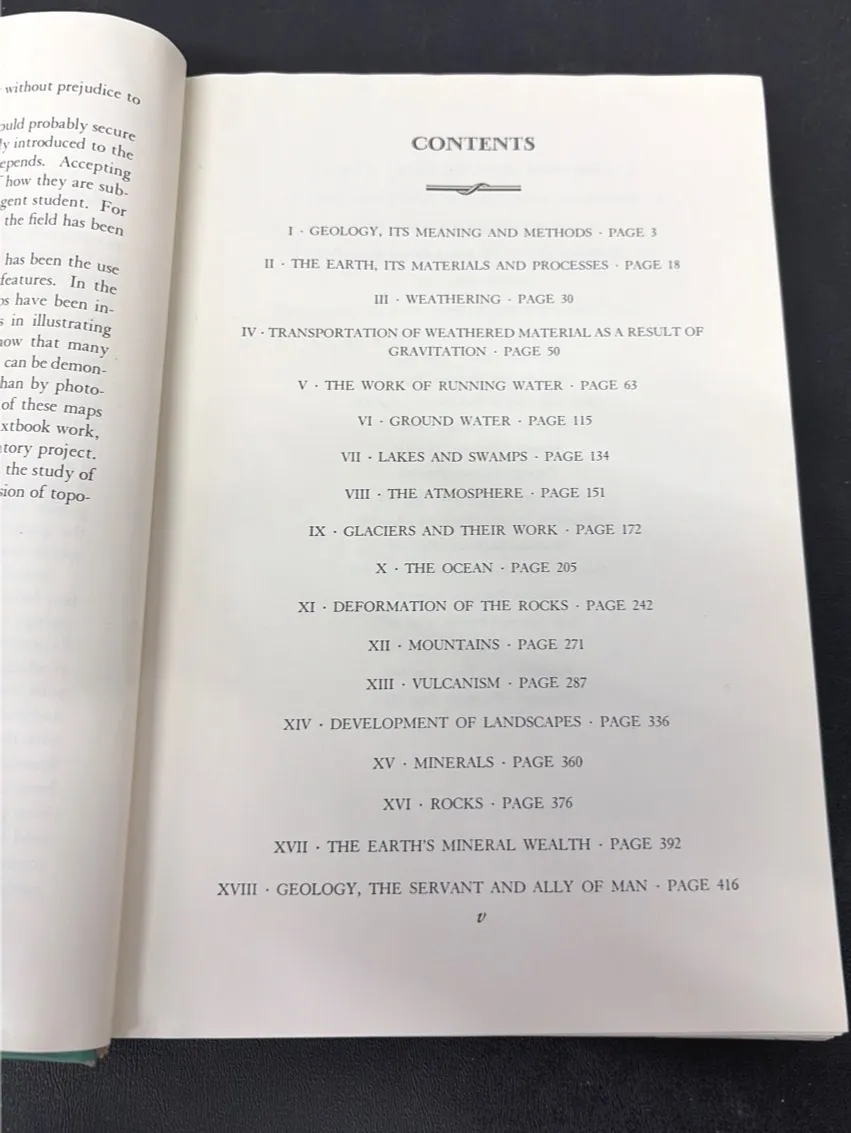 without prejudice to
ould probably secure
ly introduced to the
epends. Accepting
how they are sub-
gent student. For
the field has been
has been the use
features. In the
ps have been in-
s in illustrating
how that many
can be demon-
han by photo-
of these maps
xtbook work,
tory project.
the study of
sion of topo-
CONTENTS
I · GEOLOGY, ITS MEANING AND METHODS · PAGE 3
II · THE EARTH, ITS MATERIALS AND PROCESSES · PAGE 18
III · WEATHERING · PAGE 30
IV · TRANSPORTATION OF WEATHERED MATERIAL AS A RESULT OF
GRAVITATION · PAGE 50
V · THE WORK OF RUNNING WATER · PAGE 63
VI · GROUND WATER · PAGE 115
VII · LAKES AND SWAMPS · PAGE 134
VIII · THE ATMOSPHERE · PAGE 151
IX · GLACIERS AND THEIR WORK · PAGE 172
X · THE OCEAN · PAGE 205
XI · DEFORMATION OF THE ROCKS · PAGE 242
XII · MOUNTAINS · PAGE 271
XIII · VULCANISM · PAGE 287
XIV · DEVELOPMENT OF LANDSCAPES · PAGE 336
XV · MINERALS · PAGE 360
XVI · ROCKS · PAGE 376
XVII · THE EARTH'S MINERAL WEALTH · PAGE 392
XVIII · GEOLOGY, THE SERVANT AND ALLY OF MAN · PAGE 416
v